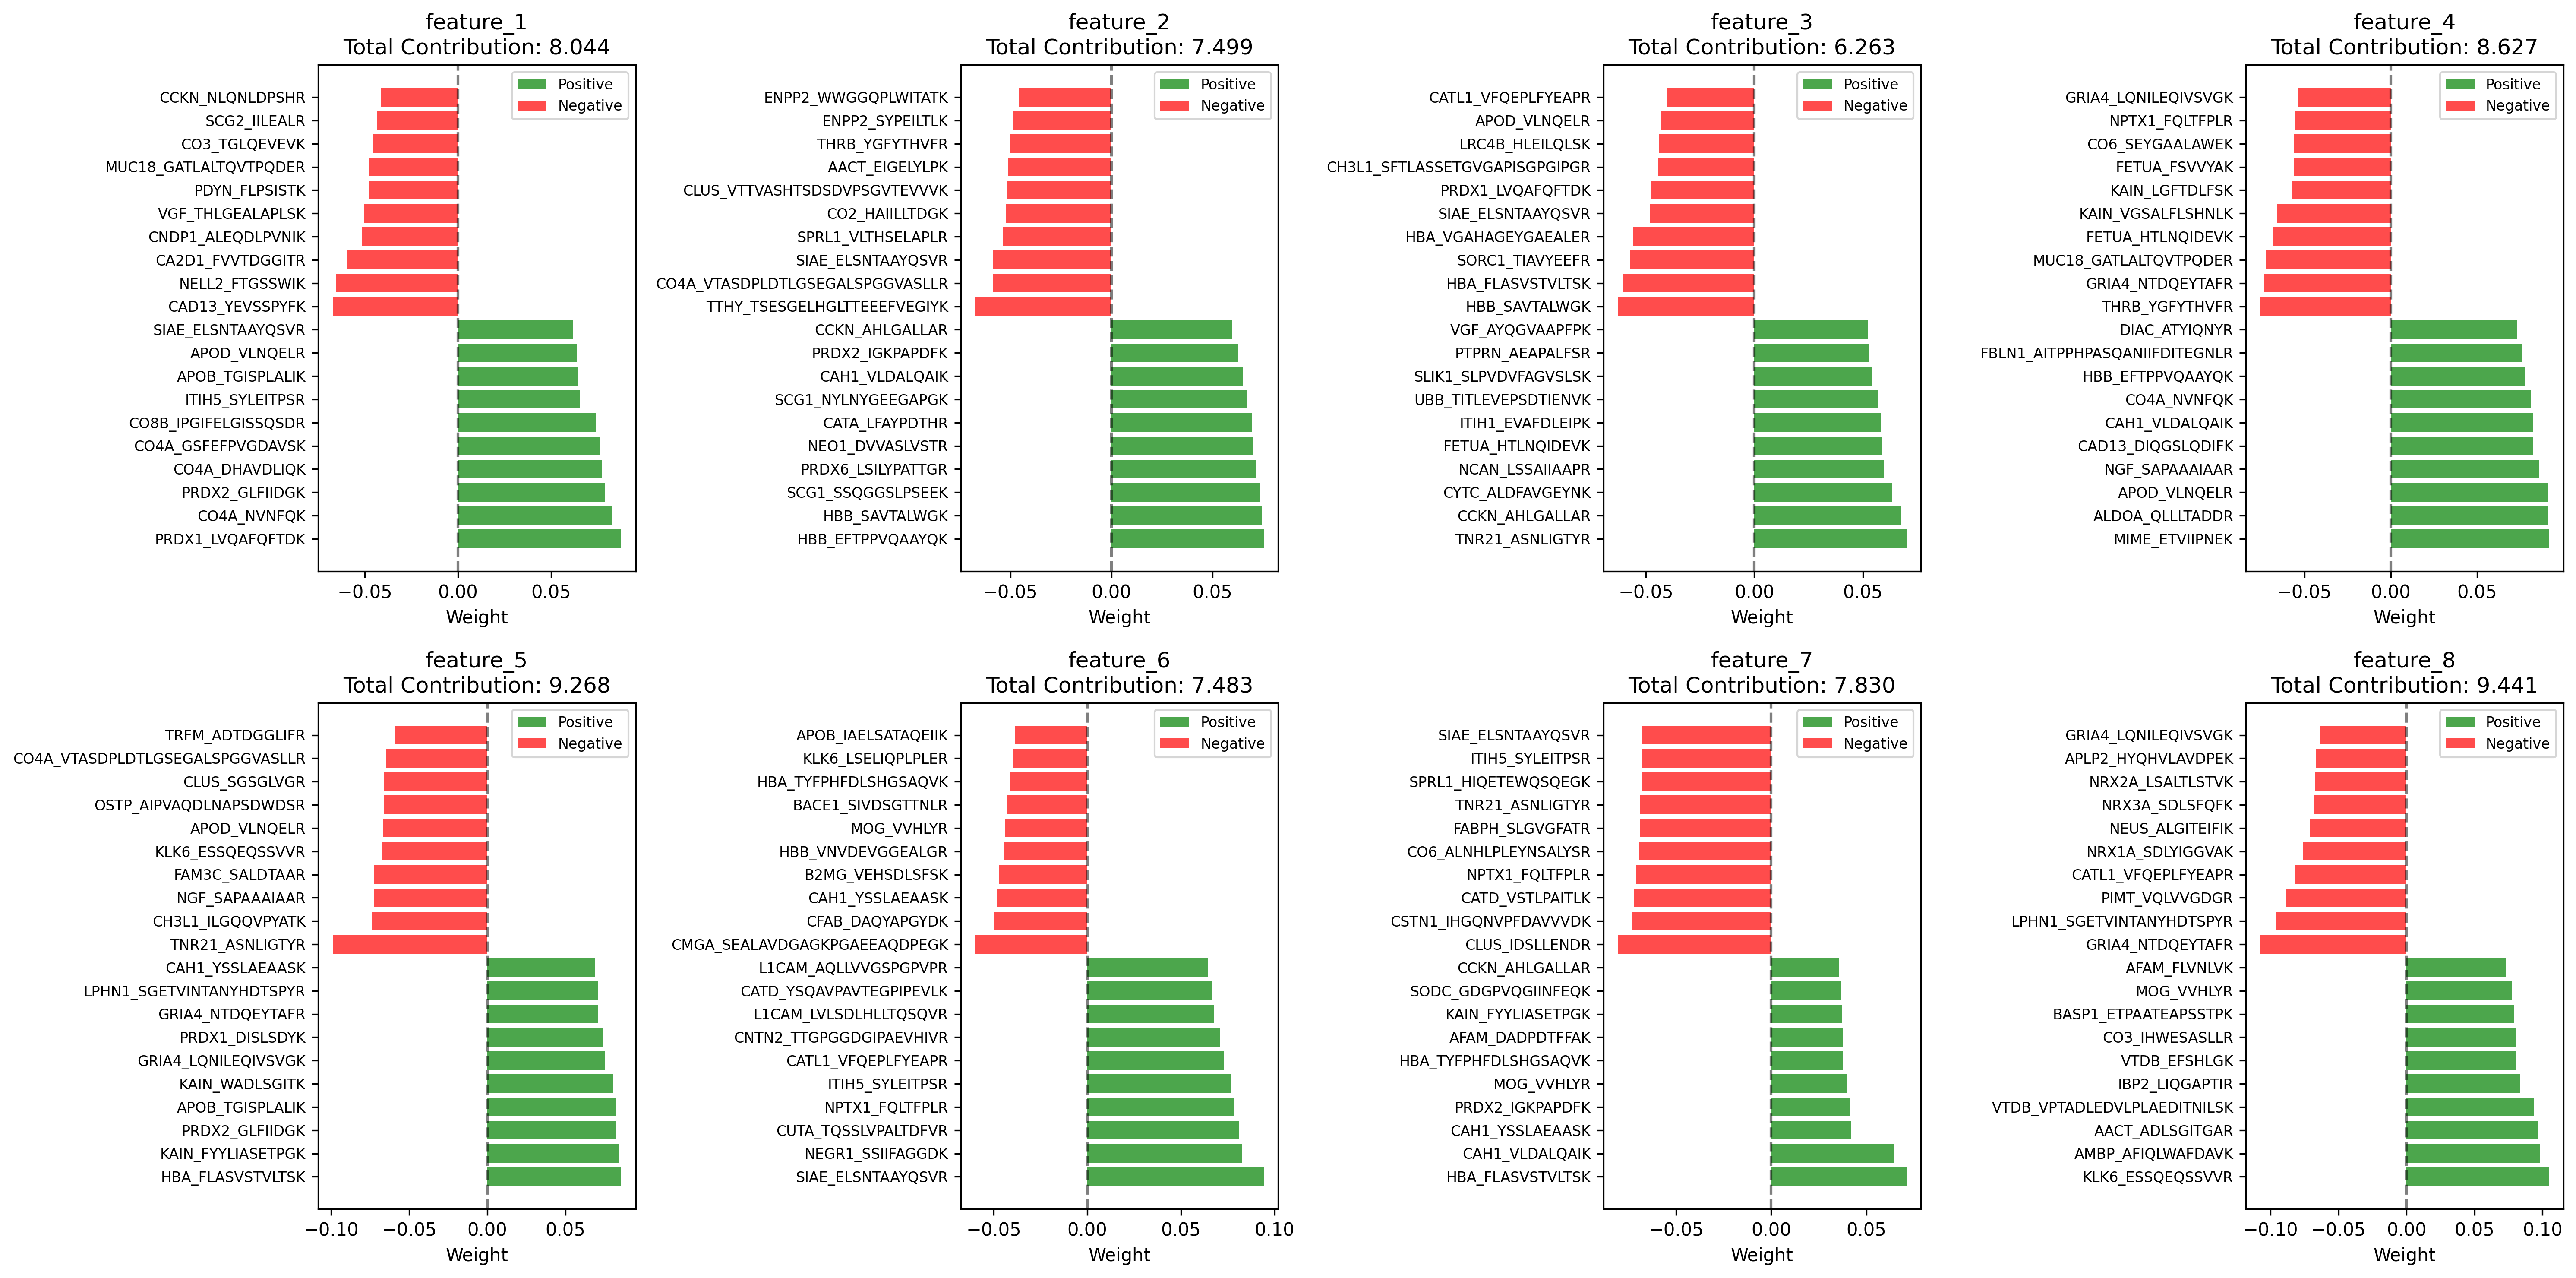 feature_1
Total Contribution: 8.044
Positive
Negative
CCKN_NLQNLDPSHR
SCG2_IILEALR
CO3_TGLQEVEVK
MUC18_GATLALTQVTPQDER
PDYN_FLPSISTK
VGF_THLGEALAPLSK
CNDP1_ALEQDLPVNIK
CA2D1_FVVTDGGITR
NELL2_FTGSSWIK
CAD13_YEVSSPYFK
SIAE_ELSNTAAYQSVR
APOD_VLNQELR
APOB_TGISPLALIK
ITIH5_SYLEITPSR
CO8B_IPGIFELGISSQSDR
CO4A_GSFEFPVGDAVSK
CO4A_DHAVDLIQK
PRDX2_GLFIIDGK
CO4A_NVNFQK
PRDX1_LVQAFQFTDK
−0.05 0.00 0.05
Weight
feature_2
Total Contribution: 7.499
Positive
Negative
ENPP2_WWGGQPLWITATK
ENPP2_SYPEILTLK
THRB_YGFYTHVFR
AACT_EIGELYLPK
CLUS_VTTVASHTSDSDVPSGVTEVVVK
CO2_HAIILLTDGK
SPRL1_VLTHSELAPLR
SIAE_ELSNTAAYQSVR
CO4A_VTASDPLDTLGSEGALSPGGVASLLR
TTHY_TSESGELHGLTTEEEFVEGIYK
CCKN_AHLGALLAR
PRDX2_IGKPAPDFK
CAH1_VLDALQAIK
SCG1_NYLNYGEEGAPGK
CATA_LFAYPDTHR
NEO1_DVVASLVSTR
PRDX6_LSILYPATTGR
SCG1_SSQGGSLPSEEK
HBB_SAVTALWGK
HBB_EFTPPVQAAYQK
−0.05 0.00 0.05
Weight
feature_3
Total Contribution: 6.263
Positive
Negative
CATL1_VFQEPLFYEAPR
APOD_VLNQELR
LRC4B_HLEILQLSK
CH3L1_SFTLASSETGVGAPISGPGIPGR
PRDX1_LVQAFQFTDK
SIAE_ELSNTAAYQSVR
HBA_VGAHAGEYGAEALER
SORC1_TIAVYEEFR
HBA_FLASVSTVLTSK
HBB_SAVTALWGK
VGF_AYQGVAAPFPK
PTPRN_AEAPALFSR
SLIK1_SLPVDVFAGVSLSK
UBB_TITLEVEPSDTIENVK
ITIH1_EVAFDLEIPK
FETUA_HTLNQIDEVK
NCAN_LSSAIIAAPR
CYTC_ALDFAVGEYNK
CCKN_AHLGALLAR
TNR21_ASNLIGTYR
−0.05 0.00 0.05
Weight
feature_4
Total Contribution: 8.627
Positive
Negative
GRIA4_LQNILEQIVSVGK
NPTX1_FQLTFPLR
CO6_SEYGAALAWEK
FETUA_FSVVYAK
KAIN_LGFTDLFSK
KAIN_VGSALFLSHNLK
FETUA_HTLNQIDEVK
MUC18_GATLALTQVTPQDER
GRIA4_NTDQEYTAFR
THRB_YGFYTHVFR
DIAC_ATYIQNYR
FBLN1_AITPPHPASQANIIFDITEGNLR
HBB_EFTPPVQAAYQK
CO4A_NVNFQK
CAH1_VLDALQAIK
CAD13_DIQGSLQDIFK
NGF_SAPAAAIAAR
APOD_VLNQELR
ALDOA_QLLLTADDR
MIME_ETVIIPNEK
−0.05 0.00 0.05
Weight
feature_5
Total Contribution: 9.268
Positive
Negative
TRFM_ADTDGGLIFR
CO4A_VTASDPLDTLGSEGALSPGGVASLLR
CLUS_SGSGLVGR
OSTP_AIPVAQDLNAPSDWDSR
APOD_VLNQELR
KLK6_ESSQEQSSVVR
FAM3C_SALDTAAR
NGF_SAPAAAIAAR
CH3L1_ILGQQVPYATK
TNR21_ASNLIGTYR
CAH1_YSSLAEAASK
LPHN1_SGETVINTANYHDTSPYR
GRIA4_NTDQEYTAFR
PRDX1_DISLSDYK
GRIA4_LQNILEQIVSVGK
KAIN_WADLSGITK
APOB_TGISPLALIK
PRDX2_GLFIIDGK
KAIN_FYYLIASETPGK
HBA_FLASVSTVLTSK
−0.10 −0.05 0.00 0.05
Weight
feature_6
Total Contribution: 7.483
Positive
Negative
APOB_IAELSATAQEIIK
KLK6_LSELIQPLPLER
HBA_TYFPHFDLSHGSAQVK
BACE1_SIVDSGTTNLR
MOG_VVHLYR
HBB_VNVDEVGGEALGR
B2MG_VEHSDLSFSK
CAH1_YSSLAEAASK
CFAB_DAQYAPGYDK
CMGA_SEALAVDGAGKPGAEEAQDPEGK
L1CAM_AQLLVVGSPGPVPR
CATD_YSQAVPAVTEGPIPEVLK
L1CAM_LVLSDLHLLTQSQVR
CNTN2_TTGPGGDGIPAEVHIVR
CATL1_VFQEPLFYEAPR
ITIH5_SYLEITPSR
NPTX1_FQLTFPLR
CUTA_TQSSLVPALTDFVR
NEGR1_SSIIFAGGDK
SIAE_ELSNTAAYQSVR
−0.05 0.00 0.05 0.10
Weight
feature_7
Total Contribution: 7.830
Positive
Negative
SIAE_ELSNTAAYQSVR
ITIH5_SYLEITPSR
SPRL1_HIQETEWQSQEGK
TNR21_ASNLIGTYR
FABPH_SLGVGFATR
CO6_ALNHLPLEYNSALYSR
NPTX1_FQLTFPLR
CATD_VSTLPAITLK
CSTN1_IHGQNVPFDAVVVDK
CLUS_IDSLLENDR
CCKN_AHLGALLAR
SODC_GDGPVQGIINFEQK
KAIN_FYYLIASETPGK
AFAM_DADPDTFFAK
HBA_TYFPHFDLSHGSAQVK
MOG_VVHLYR
PRDX2_IGKPAPDFK
CAH1_YSSLAEAASK
CAH1_VLDALQAIK
HBA_FLASVSTVLTSK
−0.05 0.00 0.05
Weight
feature_8
Total Contribution: 9.441
Positive
Negative
GRIA4_LQNILEQIVSVGK
APLP2_HYQHVLAVDPEK
NRX2A_LSALTLSTVK
NRX3A_SDLSFQFK
NEUS_ALGITEIFIK
NRX1A_SDLYIGGVAK
CATL1_VFQEPLFYEAPR
PIMT_VQLVVGDGR
LPHN1_SGETVINTANYHDTSPYR
GRIA4_NTDQEYTAFR
AFAM_FLVNLVK
MOG_VVHLYR
BASP1_ETPAATEAPSSTPK
CO3_IHWESASLLR
VTDB_EFSHLGK
IBP2_LIQGAPTIR
VTDB_VPTADLEDVLPLAEDITNILSK
AACT_ADLSGITGAR
AMBP_AFIQLWAFDAVK
KLK6_ESSQEQSSVVR
−0.10 −0.05 0.00 0.05 0.10
Weight